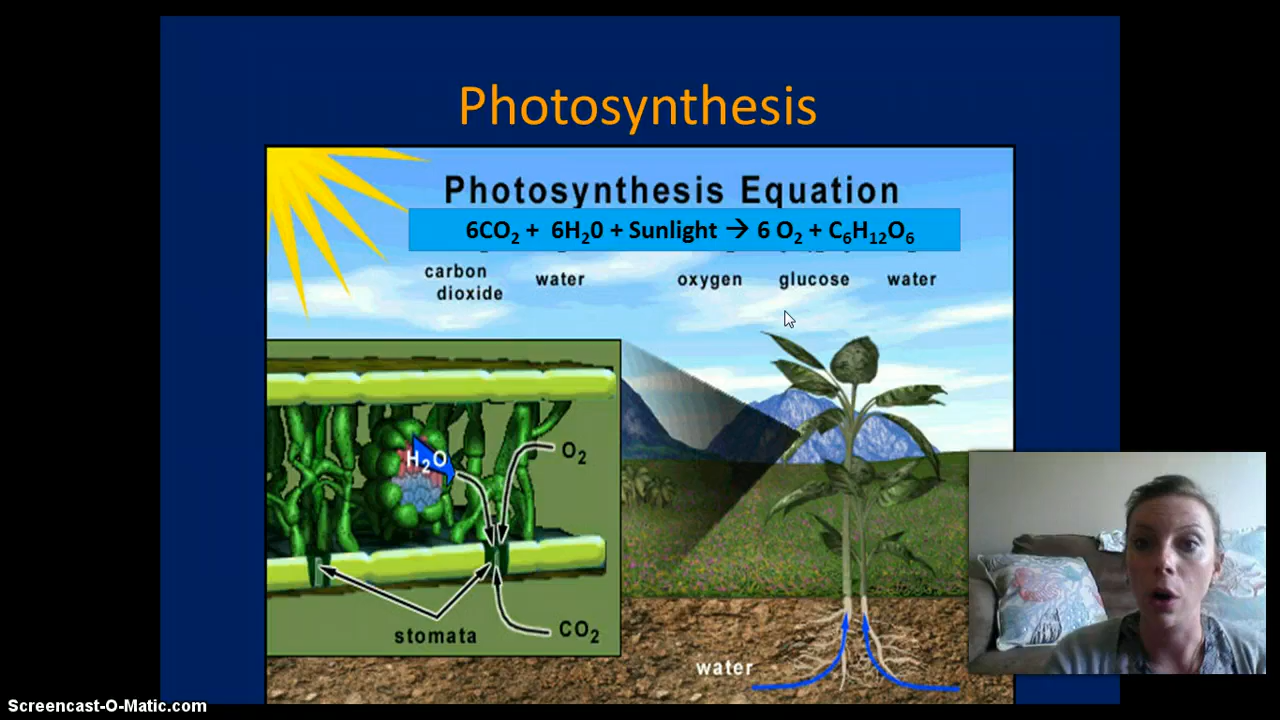 Photosynthesis
Photosynthesis Equation
6CO₂ + 6H₂0 + Sunlight → 6 O₂ + C₆H₁₂O₆
carbon dioxide water oxygen glucose water
H₂O
O₂
stomata
CO₂
water
Screencast-O-Matic.com